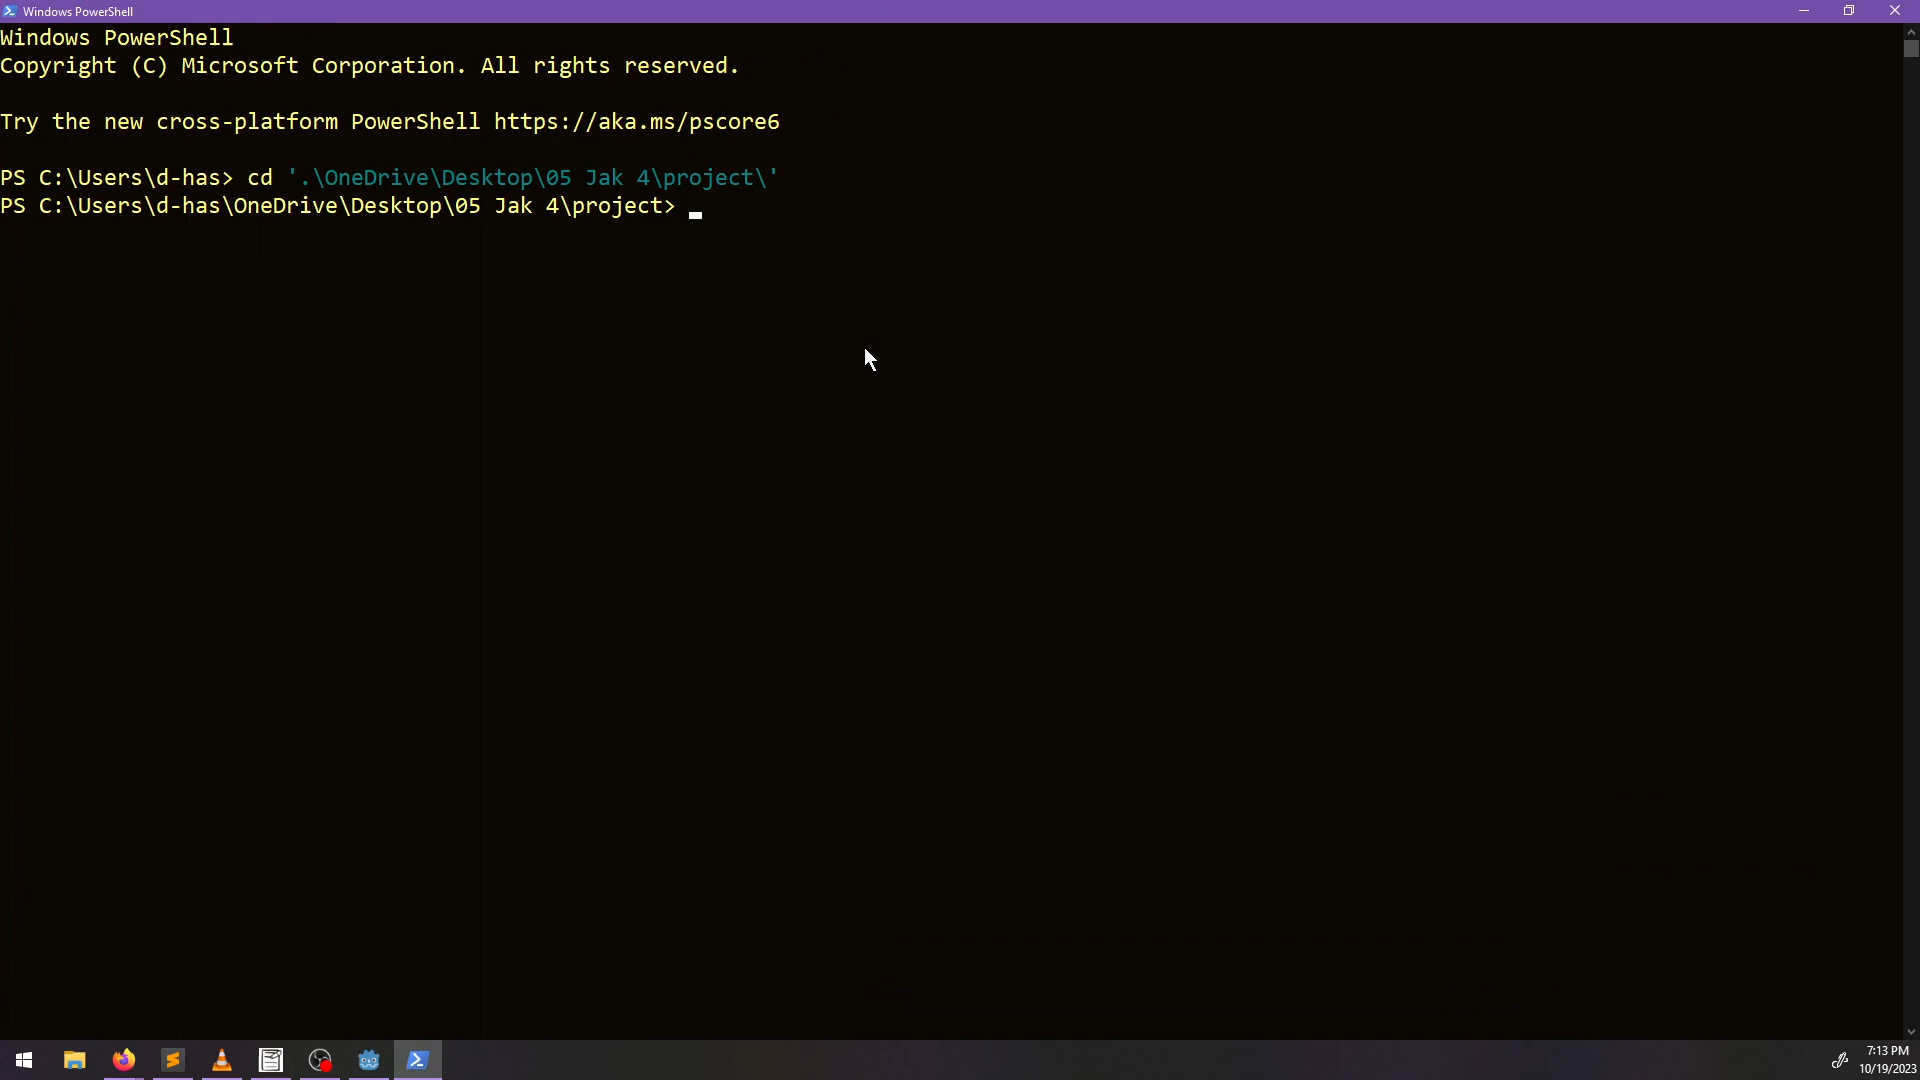 Windows PowerShell
Windows PowerShell
Copyright (C) Microsoft Corporation. All rights reserved.
Try the new cross-platform PowerShell https://aka.ms/pscore6
PS C:\Users\d-has> cd '.\OneDrive\Desktop\05 Jak 4\project\'
PS C:\Users\d-has\OneDrive\Desktop\05 Jak 4\project>
7:13 PM
10/19/2023